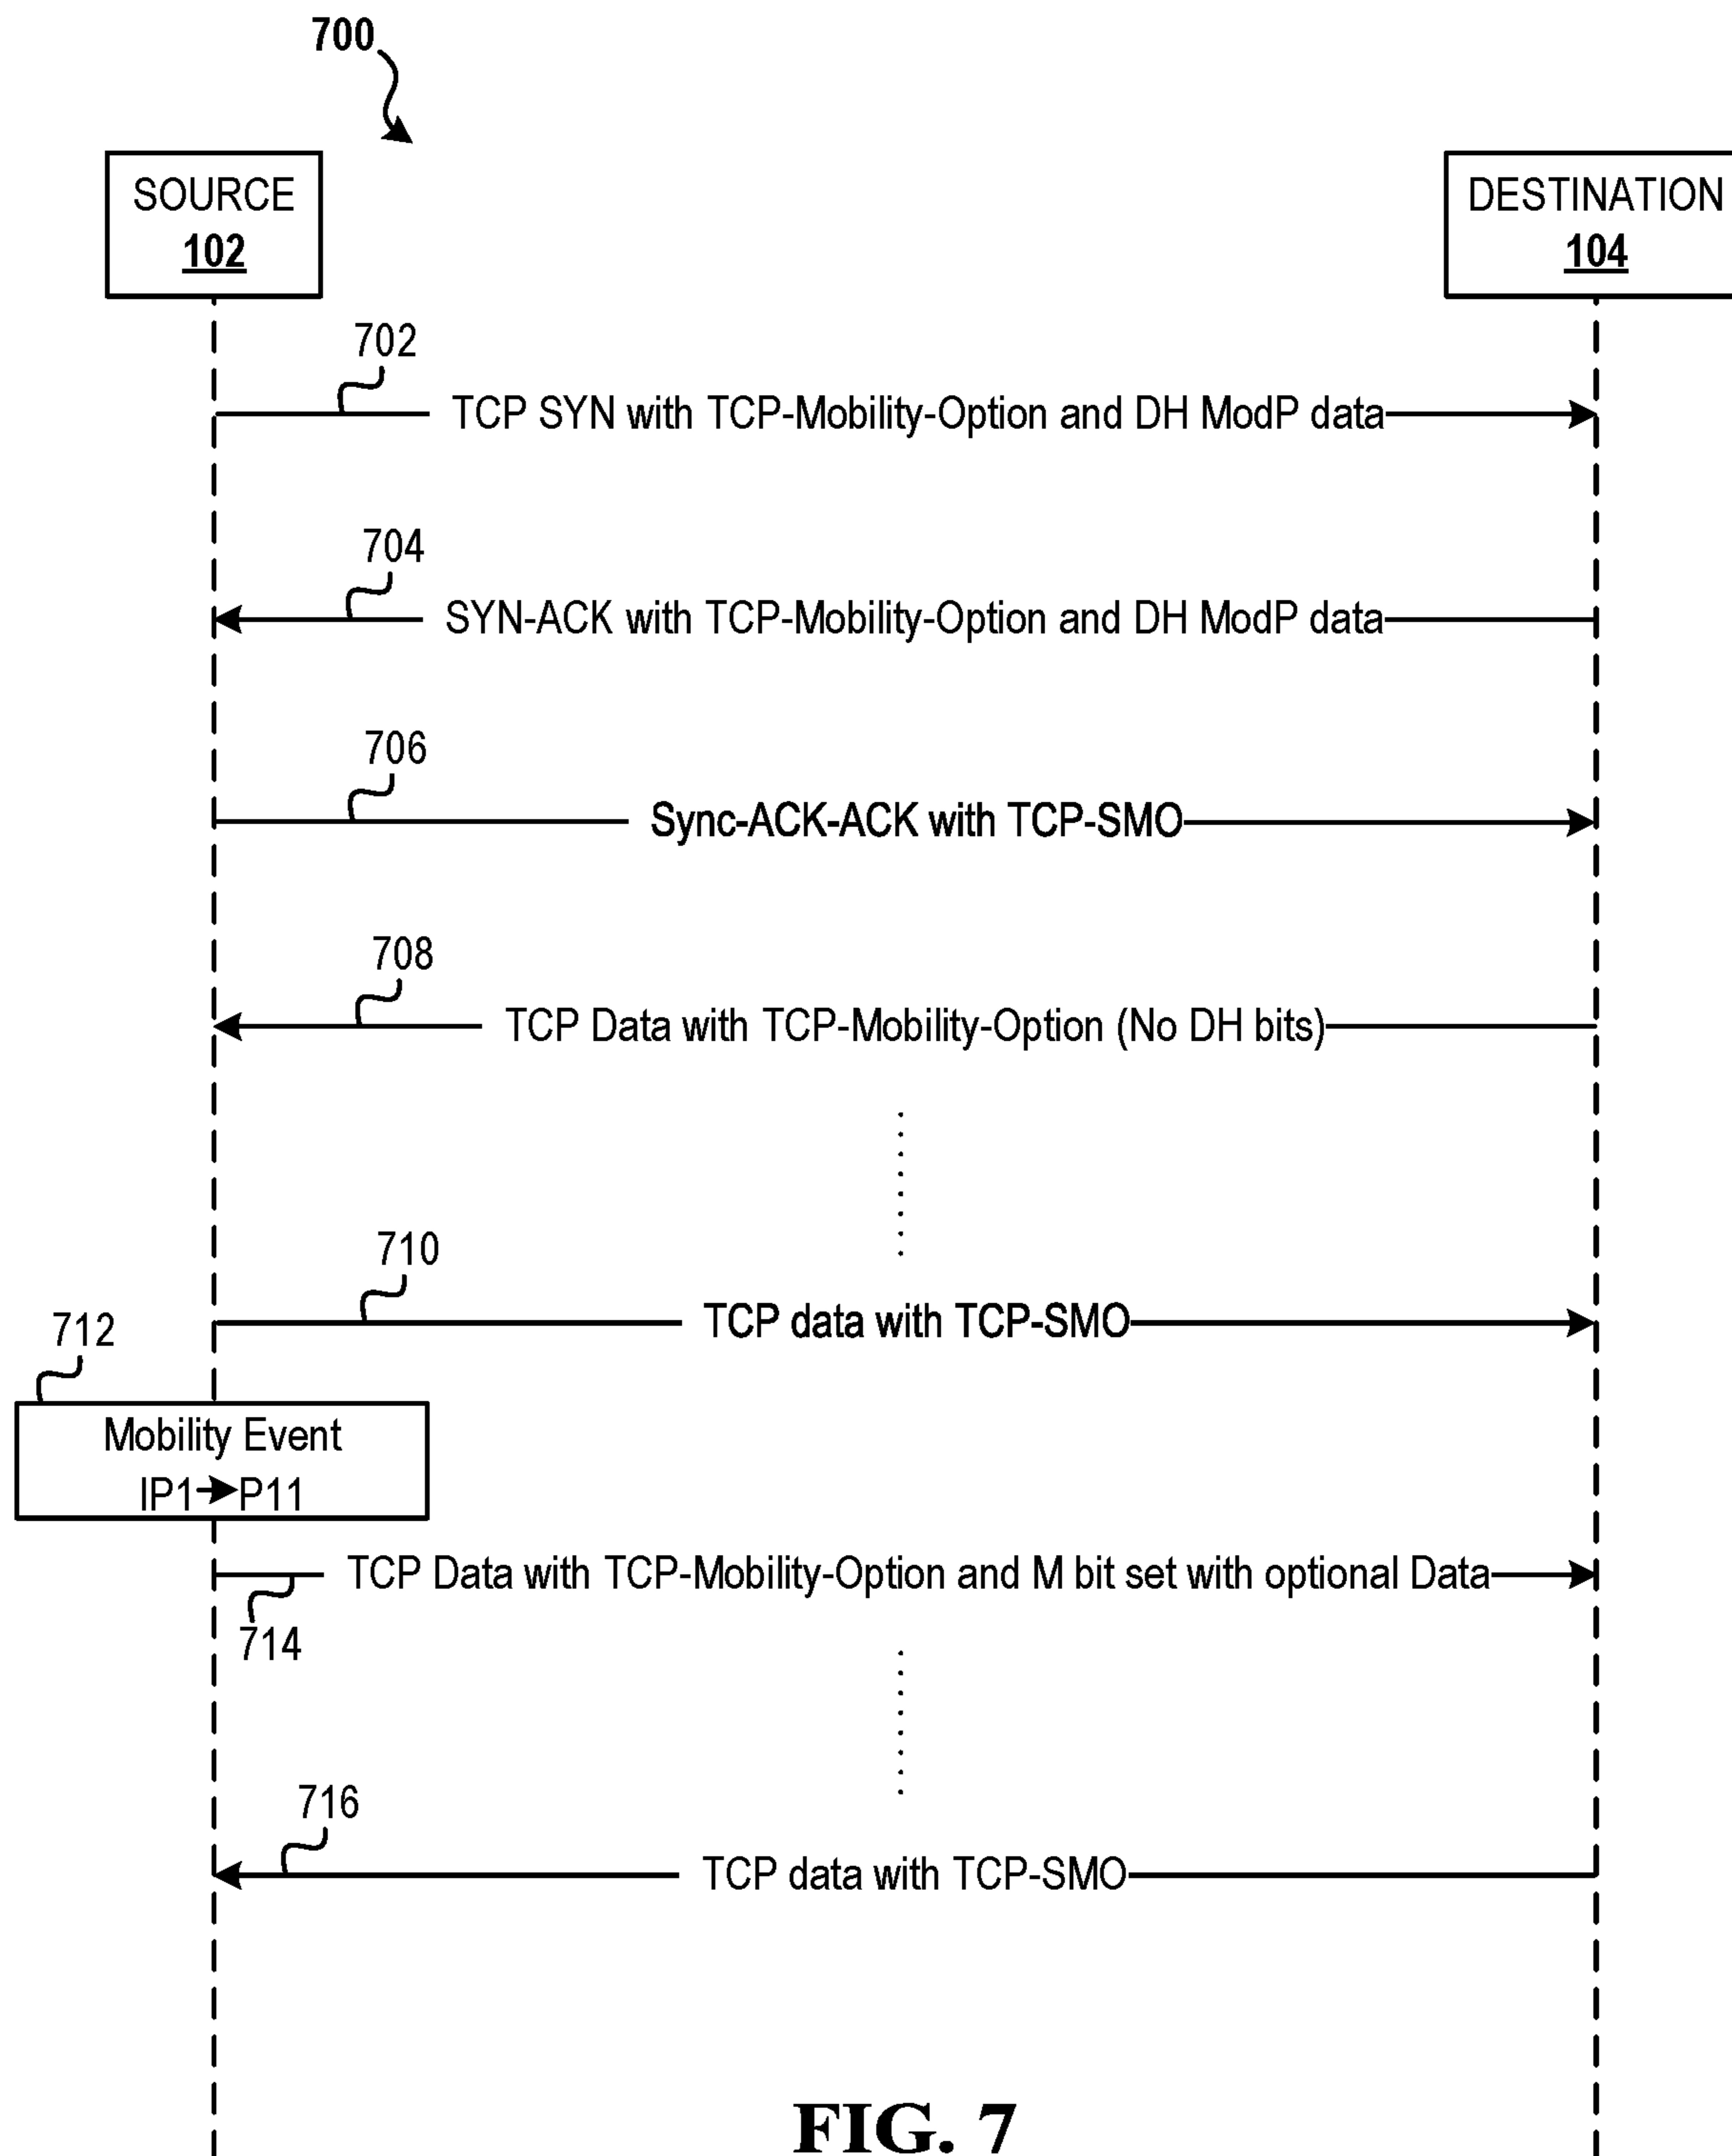 700
SOURCE
102
DESTINATION
104
702
TCP SYN with TCP-Mobility-Option and DH ModP data
704
SYN-ACK with TCP-Mobility-Option and DH ModP data
706
Sync-ACK-ACK with TCP-SMO
708
TCP Data with TCP-Mobility-Option (No DH bits)
710
TCP data with TCP-SMO
712
Mobility Event
IP1 → P11
TCP Data with TCP-Mobility-Option and M bit set with optional Data
714
716
TCP data with TCP-SMO
FIG. 7